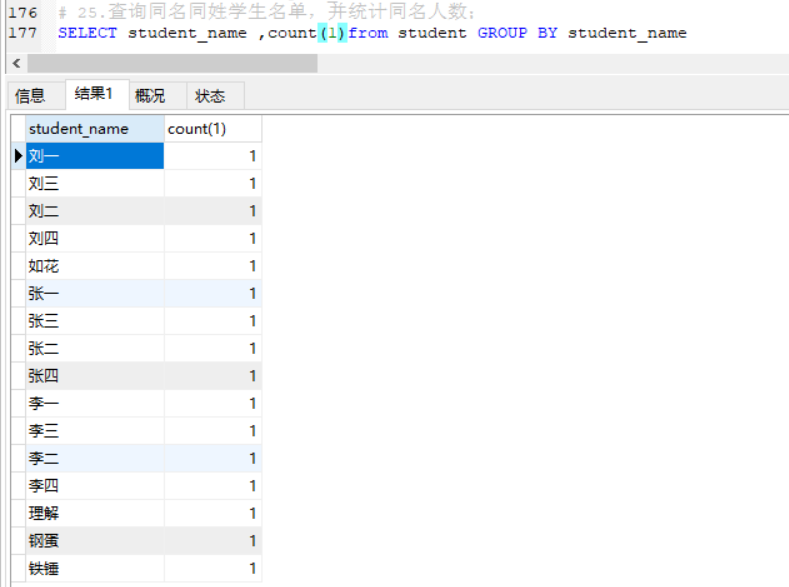 176 # 25.查询同名同姓学生名单，并统计同名人数；
177 SELECT student_name ,count(1)from student GROUP BY student_name
信息 结果1 概况 状态
student_name count(1)
刘一 1
刘三 1
刘二 1
刘四 1
如花 1
张一 1
张三 1
张二 1
张四 1
李一 1
李三 1
李二 1
李四 1
理解 1
钢蛋 1
铁锤 1